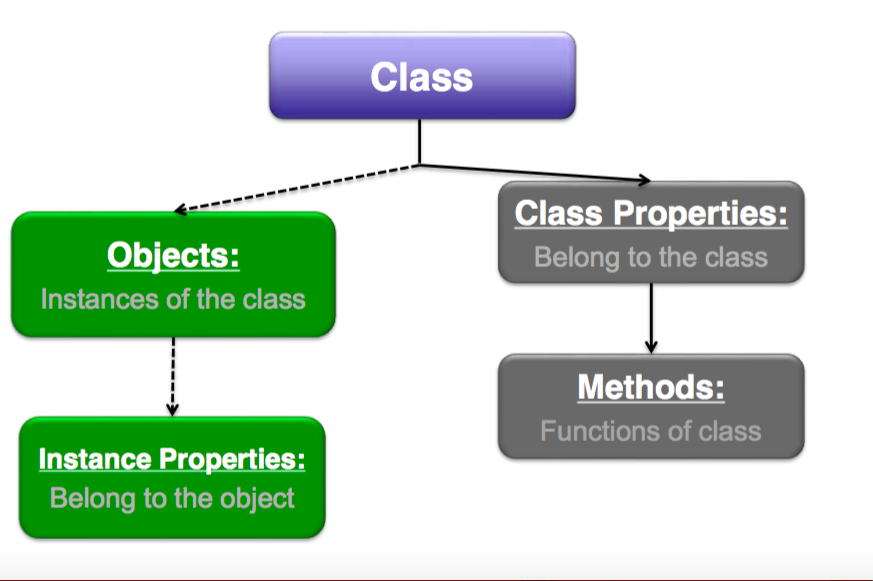 Class
Objects:
Instances of the class
Instance Properties:
Belong to the object
Class Properties:
Belong to the class
Methods:
Functions of class